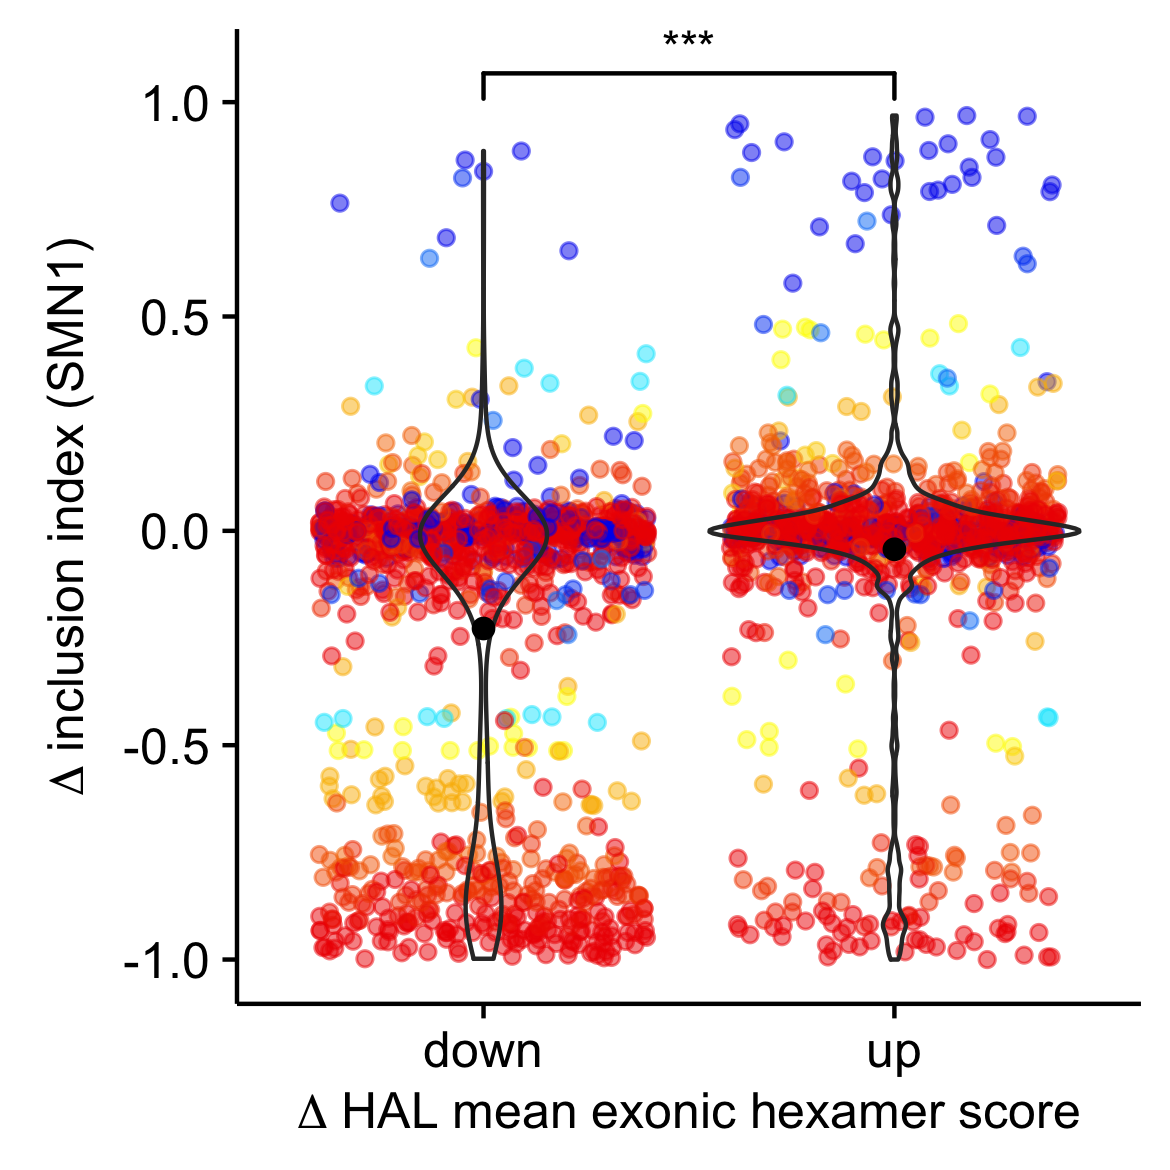 ***
1.0
0.5
0.0
-0.5
-1.0
Δ inclusion index (SMN1)
down up
Δ HAL mean exonic hexamer score